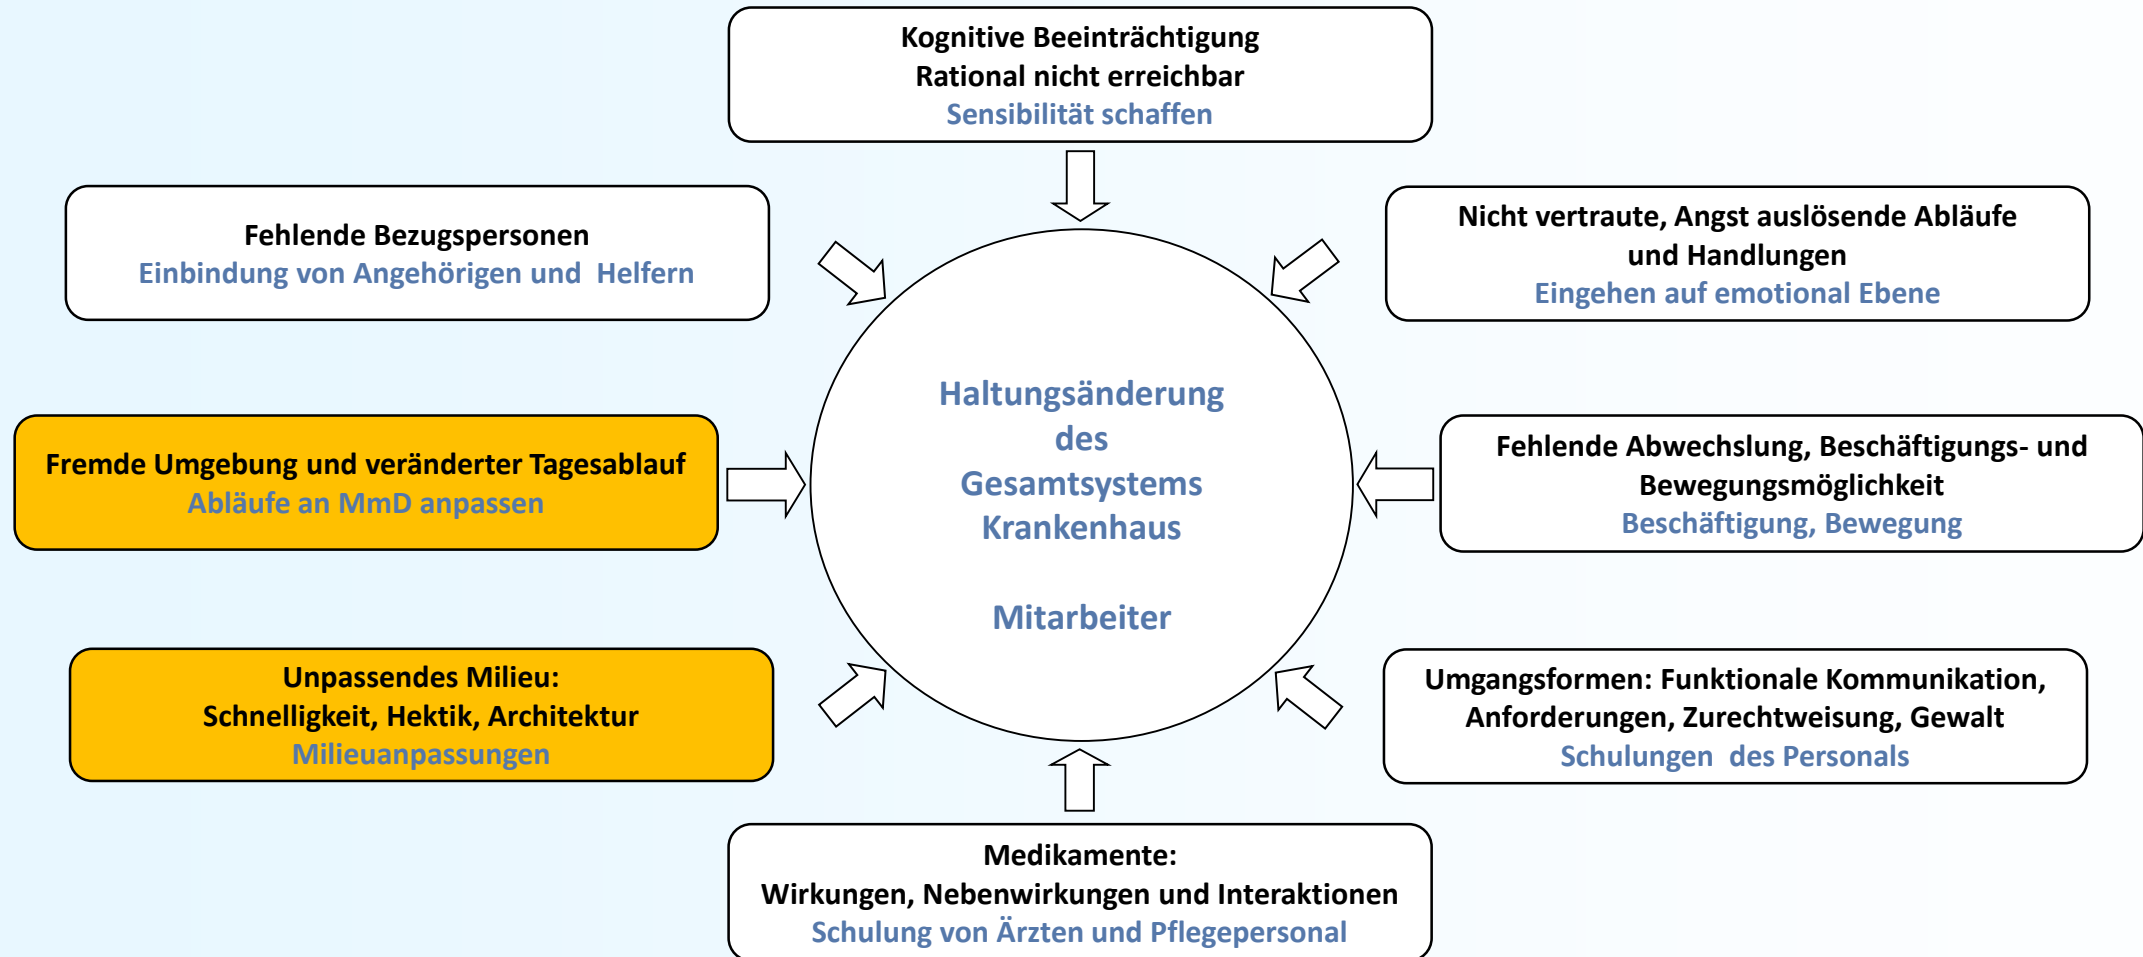 Kognitive Beeinträchtigung
Rational nicht erreichbar
Sensibilität schaffen
Fehlende Bezugspersonen
Einbindung von Angehörigen und  Helfern
Nicht vertraute, Angst auslösende Abläufe
und Handlungen
Eingehen auf emotional Ebene
Fremde Umgebung und veränderter Tagesablauf
Abläufe an MmD anpassen
Haltungsänderung
des
Gesamtsystems
Krankenhaus
Mitarbeiter
Fehlende Abwechslung, Beschäftigungs- und
Bewegungsmöglichkeit
Beschäftigung, Bewegung
Unpassendes Milieu:
Schnelligkeit, Hektik, Architektur
Milieuanpassungen
Umgangsformen: Funktionale Kommunikation,
Anforderungen, Zurechtweisung, Gewalt
Schulungen  des Personals
Medikamente:
Wirkungen, Nebenwirkungen und Interaktionen
Schulung von Ärzten und Pflegepersonal